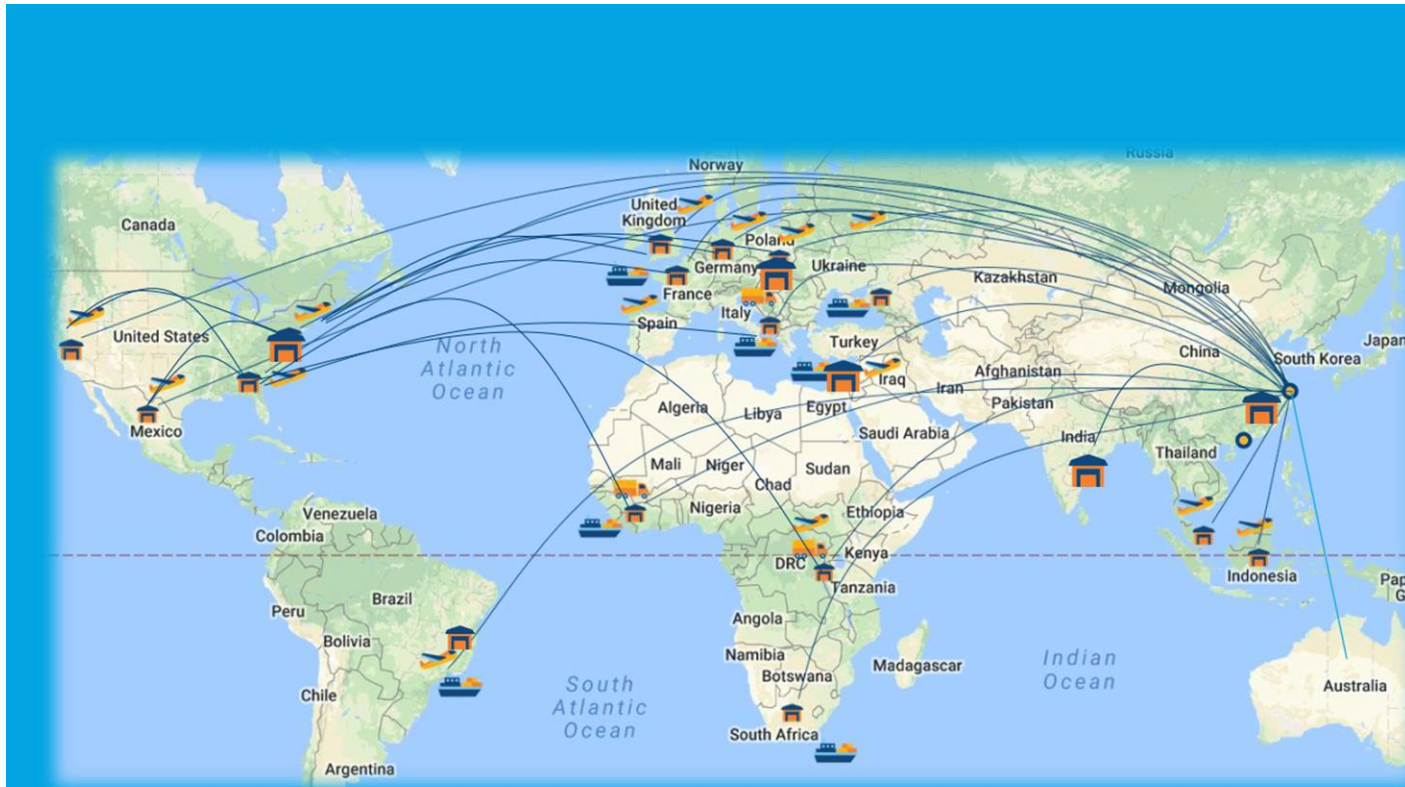 Russia
Norway
Canada
United
Kingdom
Poland
Germany
Ukraine
Kazakhstan
Mongolia
France
Italy
Spain
United States
Turkey
China
South Korea
Japan
North
Atlantic
Ocean
Afghanistan
Iraq
Iran
Pakistan
Algeria
Libya
Egypt
Saudi Arabia
Mexico
India
Thailand
Mali
Niger
Sudan
Chad
Nigeria
Ethiopia
Venezuela
Colombia
DRC
Kenya
Tanzania
Indonesia
Pap
G
Brazil
Peru
Angola
Bolivia
Namibia
Botswana
Madagascar
Indian
Ocean
South
Atlantic
Ocean
Chile
Australia
South Africa
Argentina